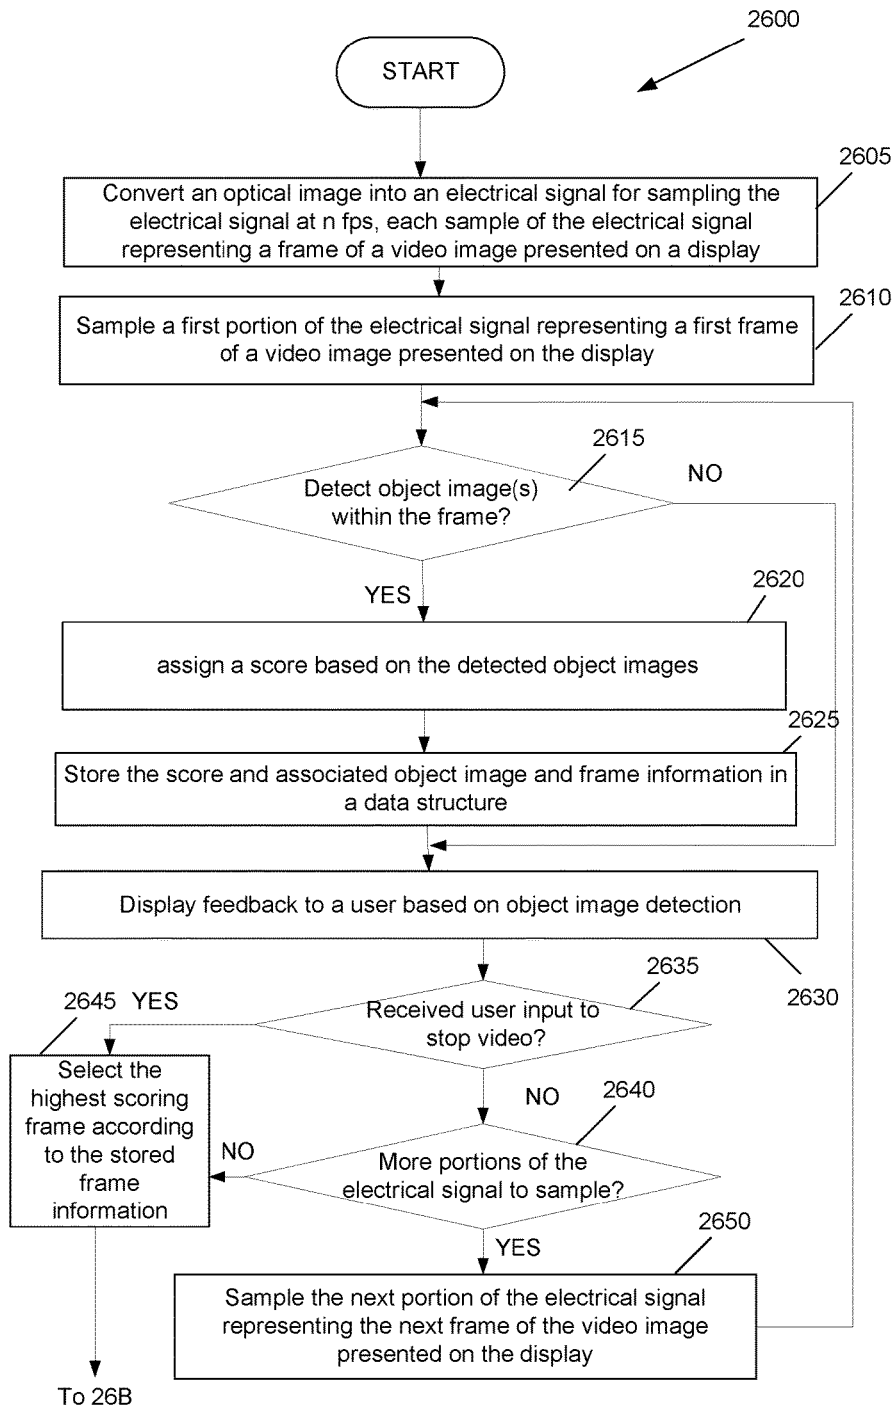 2600
START
2605
Convert an optical image into an electrical signal for sampling the
electrical signal at n fps, each sample of the electrical signal
representing a frame of a video image presented on a display
2610
Sample a first portion of the electrical signal representing a first frame
of a video image presented on the display
2615
NO
Detect object image(s)
within the frame?
YES
2620
assign a score based on the detected object images
2625
Store the score and associated object image and frame information in
a data structure
Display feedback to a user based on object image detection
2630
2635
2645 YES
Received user input to
stop video?
Select the
highest scoring
frame according
to the stored
frame
information
NO
2640
NO
More portions of the
electrical signal to sample?
YES
2650
Sample the next portion of the electrical signal
representing the next frame of the video image
presented on the display
To 26B